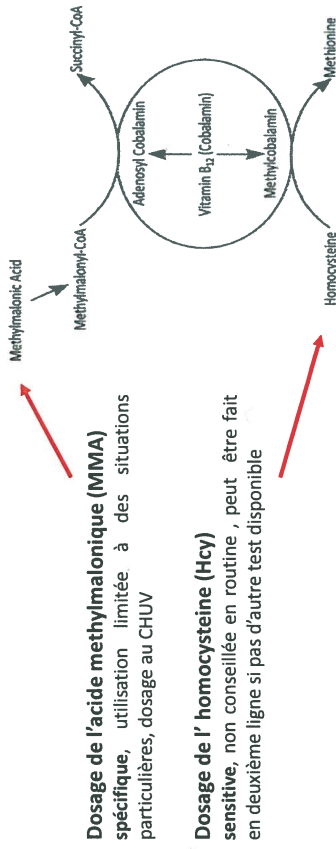 Dosage de l'acide methylmalonique (MMA)
spécifique, utilisation limitée à des situations
particulières, dosage au CHUV
Dosage de l' homocysteine (Hcy)
sensitive, non conseillée en routine , peut être fait
en deuxième ligne si pas d'autre test disponible
Methylmalonic Acid
Methylmalonyl-CoA
Succinyl-CoA
Adenosyl Cobalamin
Vitamin B₁₂ (Cobalamin)
Methylcobalamin
Homocysteine
Methionine